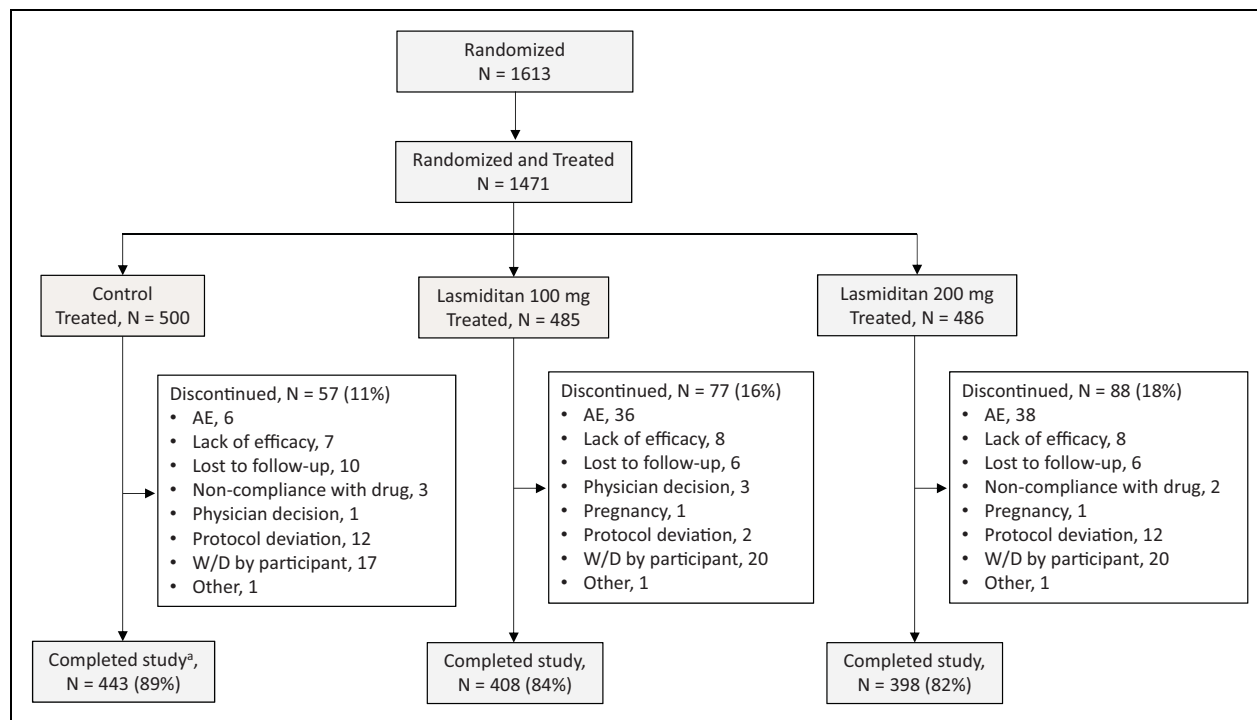 Randomized
N = 1613
Randomized and Treated
N = 1471
Control
Treated, N = 500
Lasmiditan 100 mg
Treated, N = 485
Lasmiditan 200 mg
Treated, N = 486
Discontinued, N = 57 (11%)
• AE, 6
• Lack of efficacy, 7
• Lost to follow-up, 10
• Non-compliance with drug, 3
• Physician decision, 1
• Protocol deviation, 12
• W/D by participant, 17
• Other, 1
Discontinued, N = 77 (16%)
• AE, 36
• Lack of efficacy, 8
• Lost to follow-up, 6
• Physician decision, 3
• Pregnancy, 1
• Protocol deviation, 2
• W/D by participant, 20
• Other, 1
Discontinued, N = 88 (18%)
• AE, 38
• Lack of efficacy, 8
• Lost to follow-up, 6
• Non-compliance with drug, 2
• Pregnancy, 1
• Protocol deviation, 12
• W/D by participant, 20
• Other, 1
Completed studyᵃ,
N = 443 (89%)
Completed study,
N = 408 (84%)
Completed study,
N = 398 (82%)